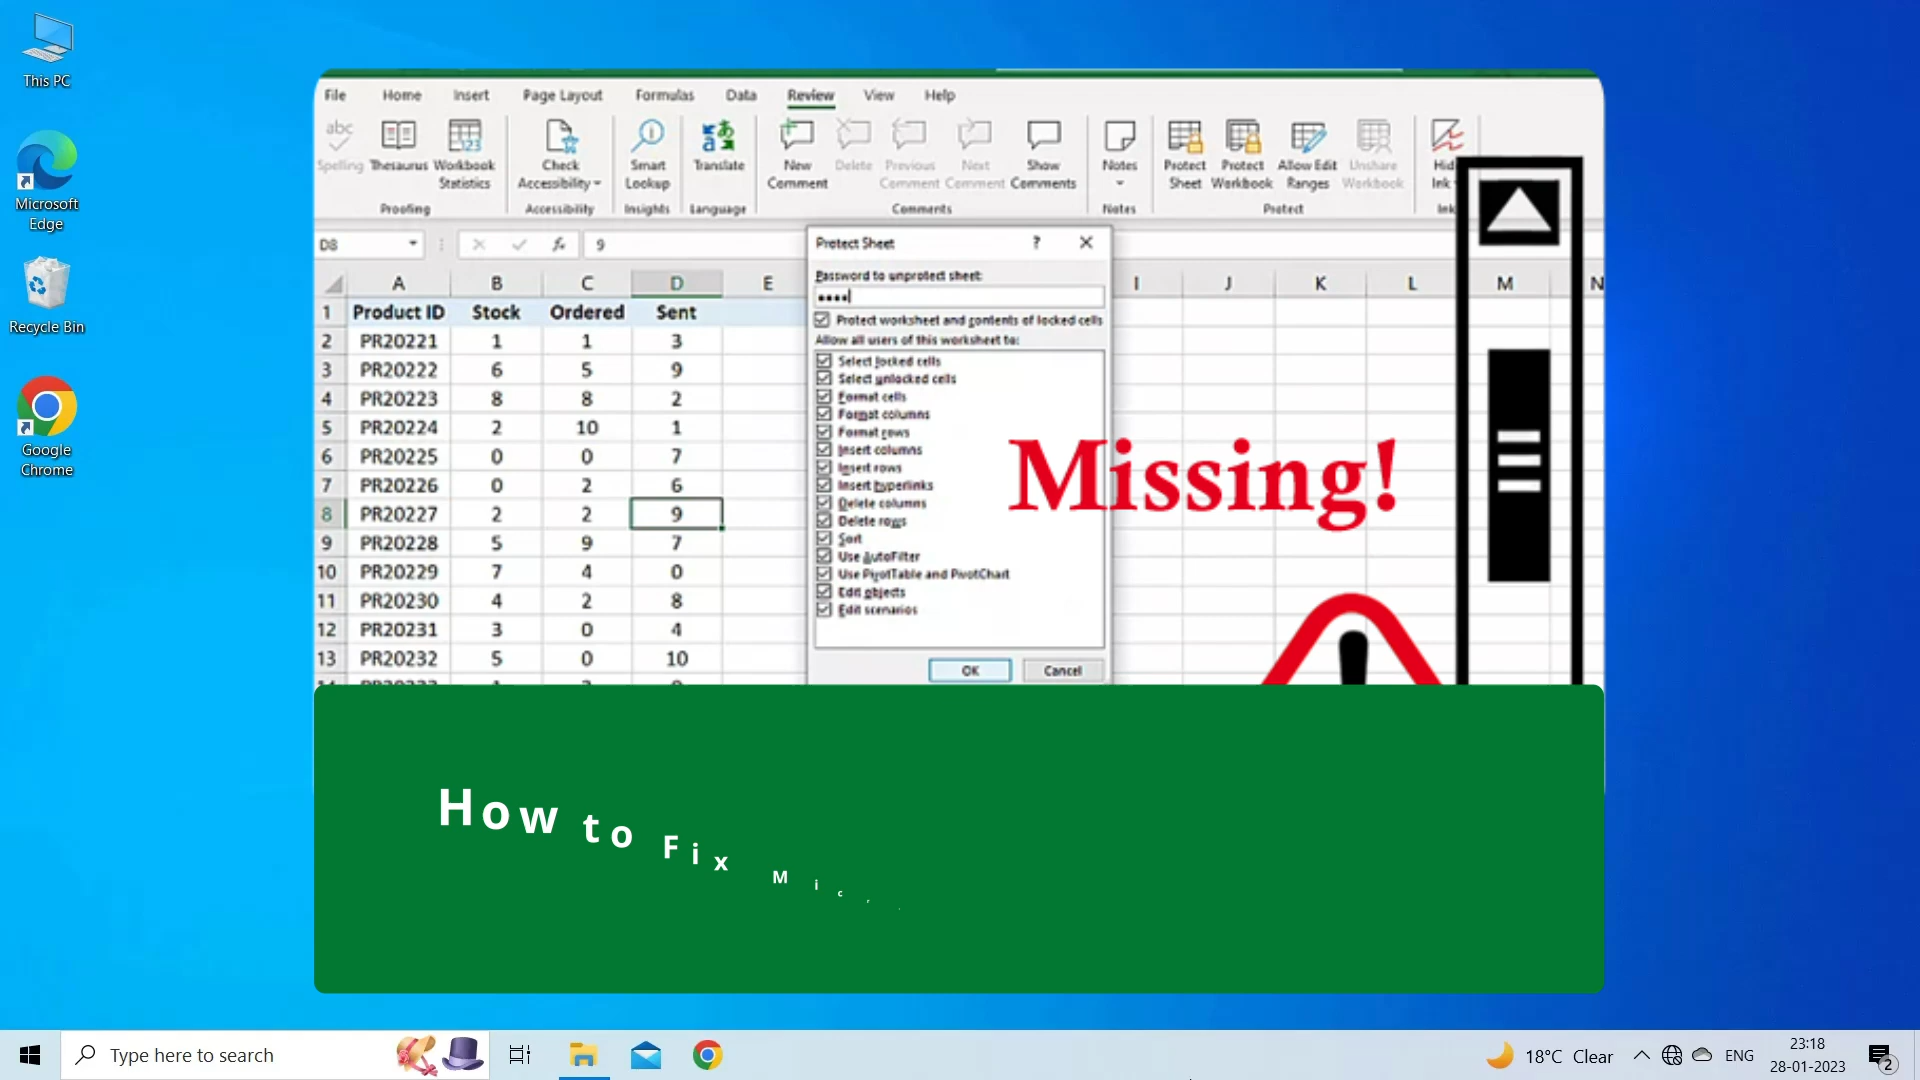 This PC
Microsoft
Edge
Recycle Bin
Google
Chrome
File Home Insert Page Layout Formulas Data Review View Help
abc
Spelling Thesaurus Workbook
Statistics
Check
Accessibility
Smart
Lookup
Translate
New
Comment
Delete
Previous
Comment
Next
Comment
Show
Comments
Notes
Protect
Sheet
Protect
Workbook
Allow Edit
Ranges
Unshare
Workbook
Hid
Ink
Proofing Accessibility Insights Language Comments Notes Protect Ink
D8 fx 9
A B C D E I J K L M N
1 Product ID Stock Ordered Sent
2 PR20221 1 1 3
3 PR20222 6 5 9
4 PR20223 8 8 2
5 PR20224 2 10 1
6 PR20225 0 0 7
7 PR20226 0 2 6
8 PR20227 2 2 9
9 PR20228 5 9 7
10 PR20229 7 4 0
11 PR20230 4 2 8
12 PR20231 3 0 4
13 PR20232 5 0 10
Protect Sheet ?
Password to unprotect sheet:
Protect worksheet and contents of locked cells
Allow all users of this worksheet to:
Select locked cells
Select unlocked cells
Format cells
Format columns
Format rows
Insert columns
Insert rows
Insert hyperlinks
Delete columns
Delete rows
Sort
Use AutoFilter
Use PivotTable and PivotChart
Edit objects
Edit scenarios
OK Cancel
Missing!
How to Fix Mic
Type here to search
18°C Clear
ENG
23:18
28-01-2023
2